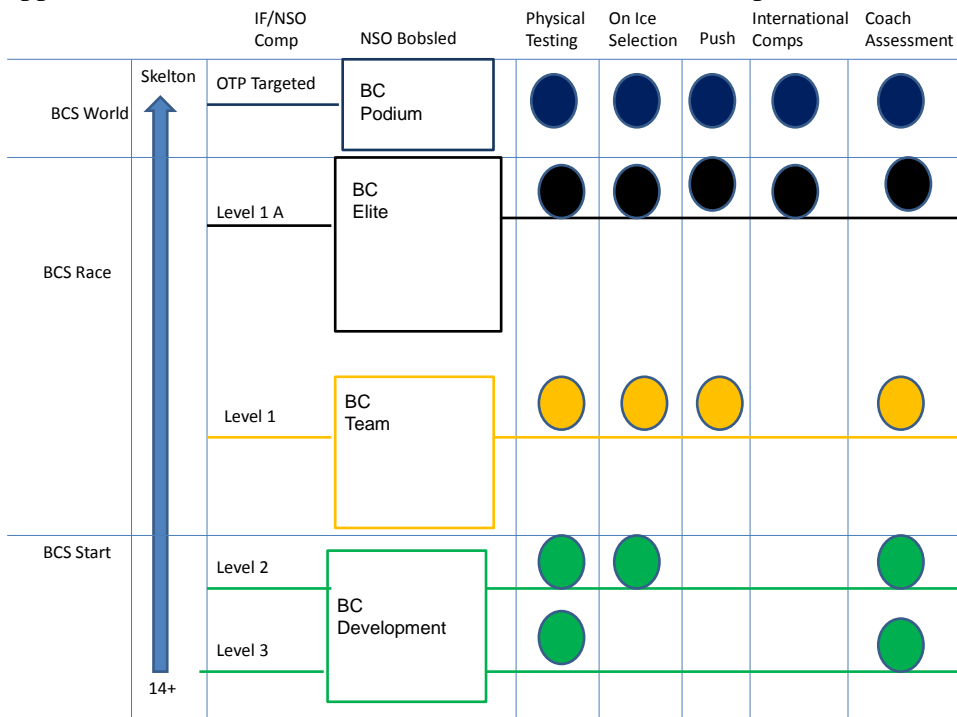 IF/NSO
Comp
NSO Bobsled
Physical
Testing
On Ice
Selection
Push
International
Comps
Coach
Assessment
Skelton
OTP Targeted
BC
Podium
BCS World
BC
Elite
Level 1 A
BCS Race
BC
Team
Level 1
BCS Start
Level 2
BC
Development
Level 3
14+